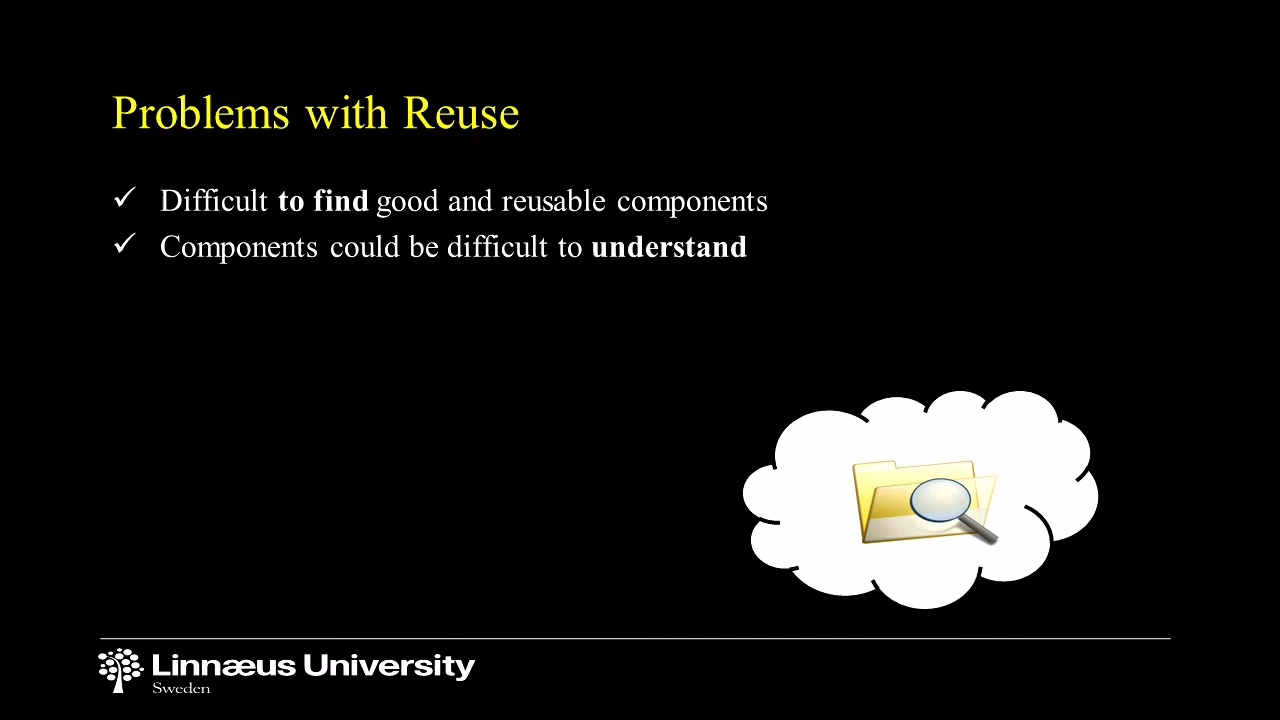 Problems with Reuse
✓ Difficult to find good and reusable components
✓ Components could be difficult to understand
Linnæus University
Sweden